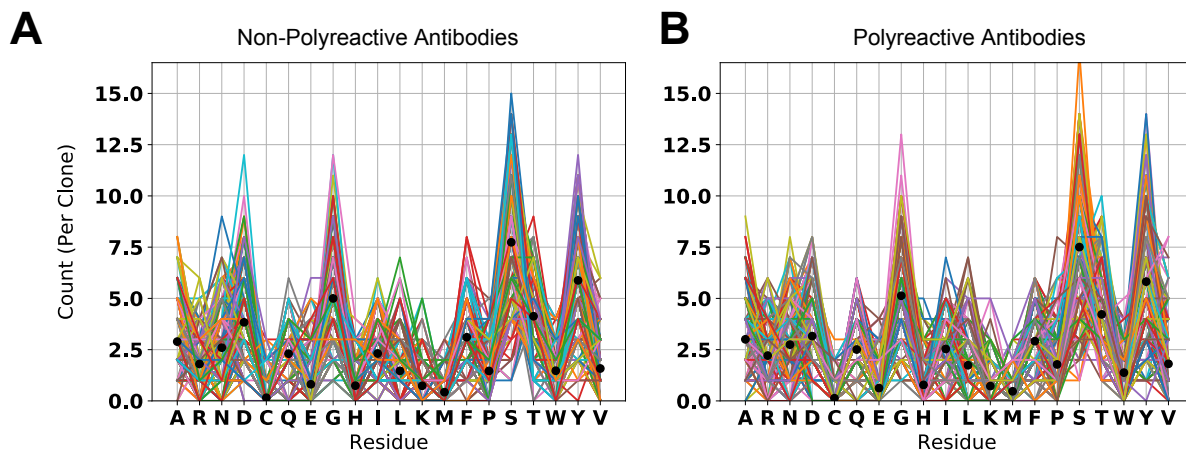 A
Non-Polyreactive Antibodies
Count (Per Clone)
15.0
12.5
10.0
7.5
5.0
2.5
0.0
A R N D C Q E G H I L K M F P S T W Y V
Residue
B
Polyreactive Antibodies
15.0
12.5
10.0
7.5
5.0
2.5
0.0
A R N D C Q E G H I L K M F P S T W Y V
Residue